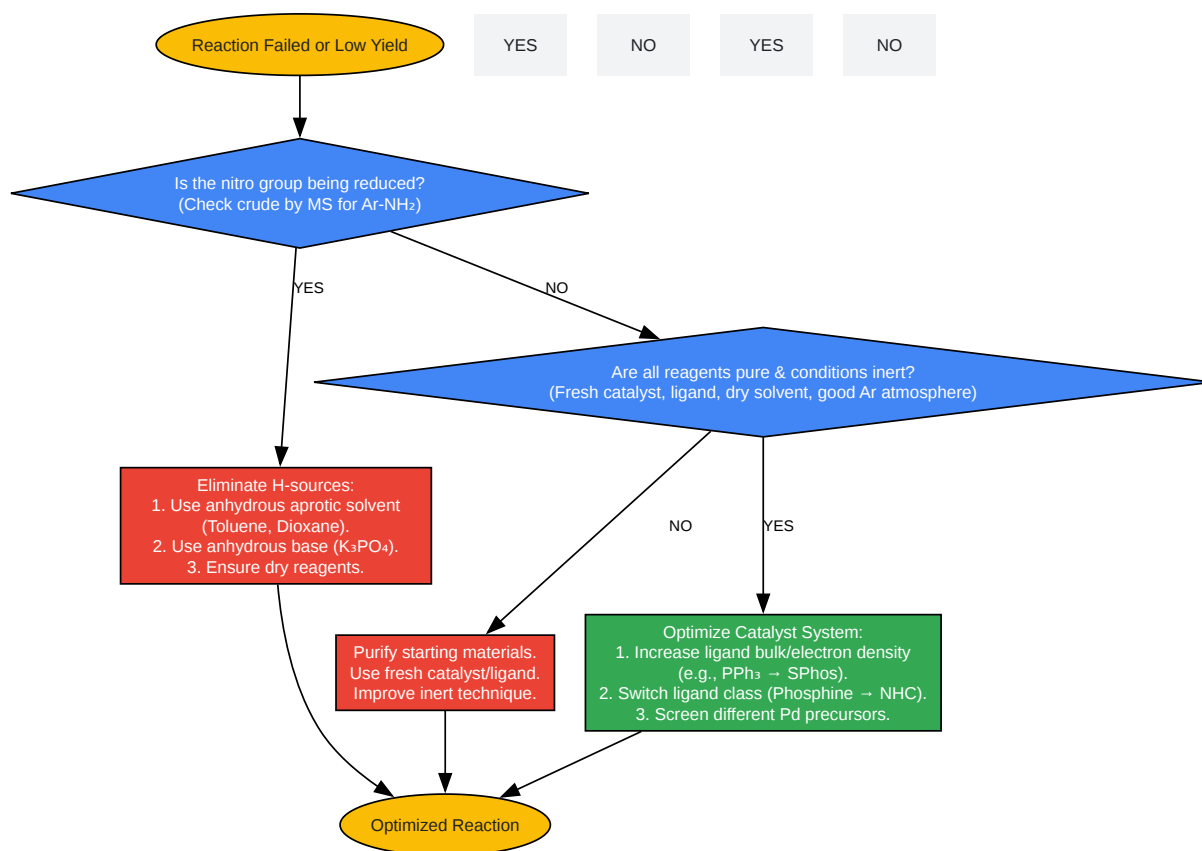 Reaction Failed or Low Yield
YES
NO
YES
NO
Is the nitro group being reduced?
(Check crude by MS for Ar-NH₂)
YES
NO
Are all reagents pure & conditions inert?
(Fresh catalyst, ligand, dry solvent, good Ar atmosphere)
Eliminate H-sources:
1. Use anhydrous aprotic solvent
(Toluene, Dioxane).
2. Use anhydrous base (K₃PO₄).
3. Ensure dry reagents.
NO
YES
Purify starting materials.
Use fresh catalyst/ligand.
Improve inert technique.
Optimize Catalyst System:
1. Increase ligand bulk/electron density
(e.g., PPh₃ → SPhos).
2. Switch ligand class (Phosphine → NHC).
3. Screen different Pd precursors.
Optimized Reaction